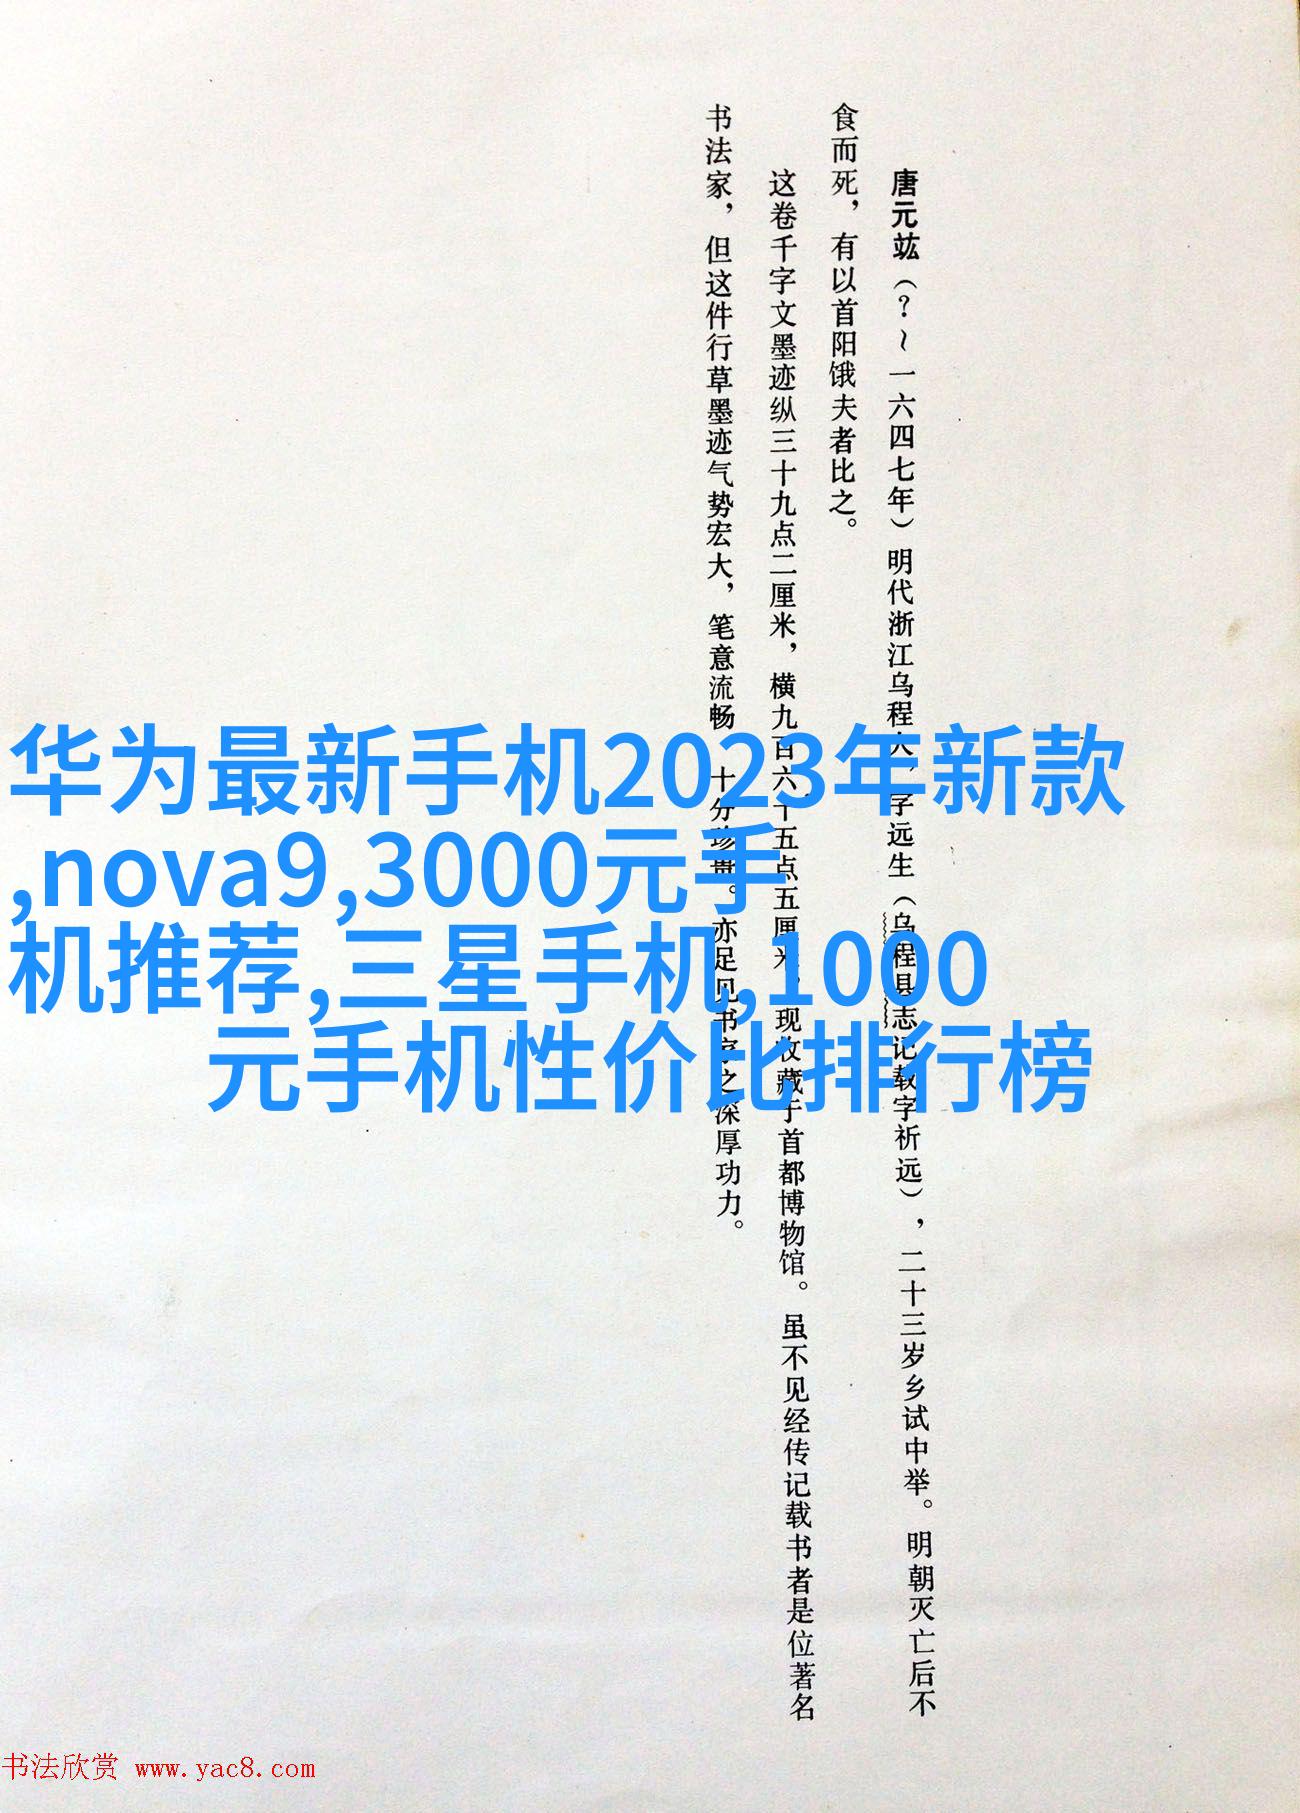 唐元竑（？～一六四七年）明代浙江乌程人，字远生（乌程县志记载字祈远），二十三岁乡试中举。明朝灭亡后不
食而死，有以首阳饿夫者比之。
这卷千字文墨迹纵三十九点二厘米，横九百六十五点五厘米，现收藏于首都博物馆。虽不见经传记载书者是位著名
书法家，但这件行草墨迹气势宏大，笔意流畅，十分珍贵。亦足见书家之深厚功力。
华为最新手机2023年新款
,nova9,3000元手
机推荐,三星手机,1000
元手机性价比排行榜
书法欣赏 www.yac8.com